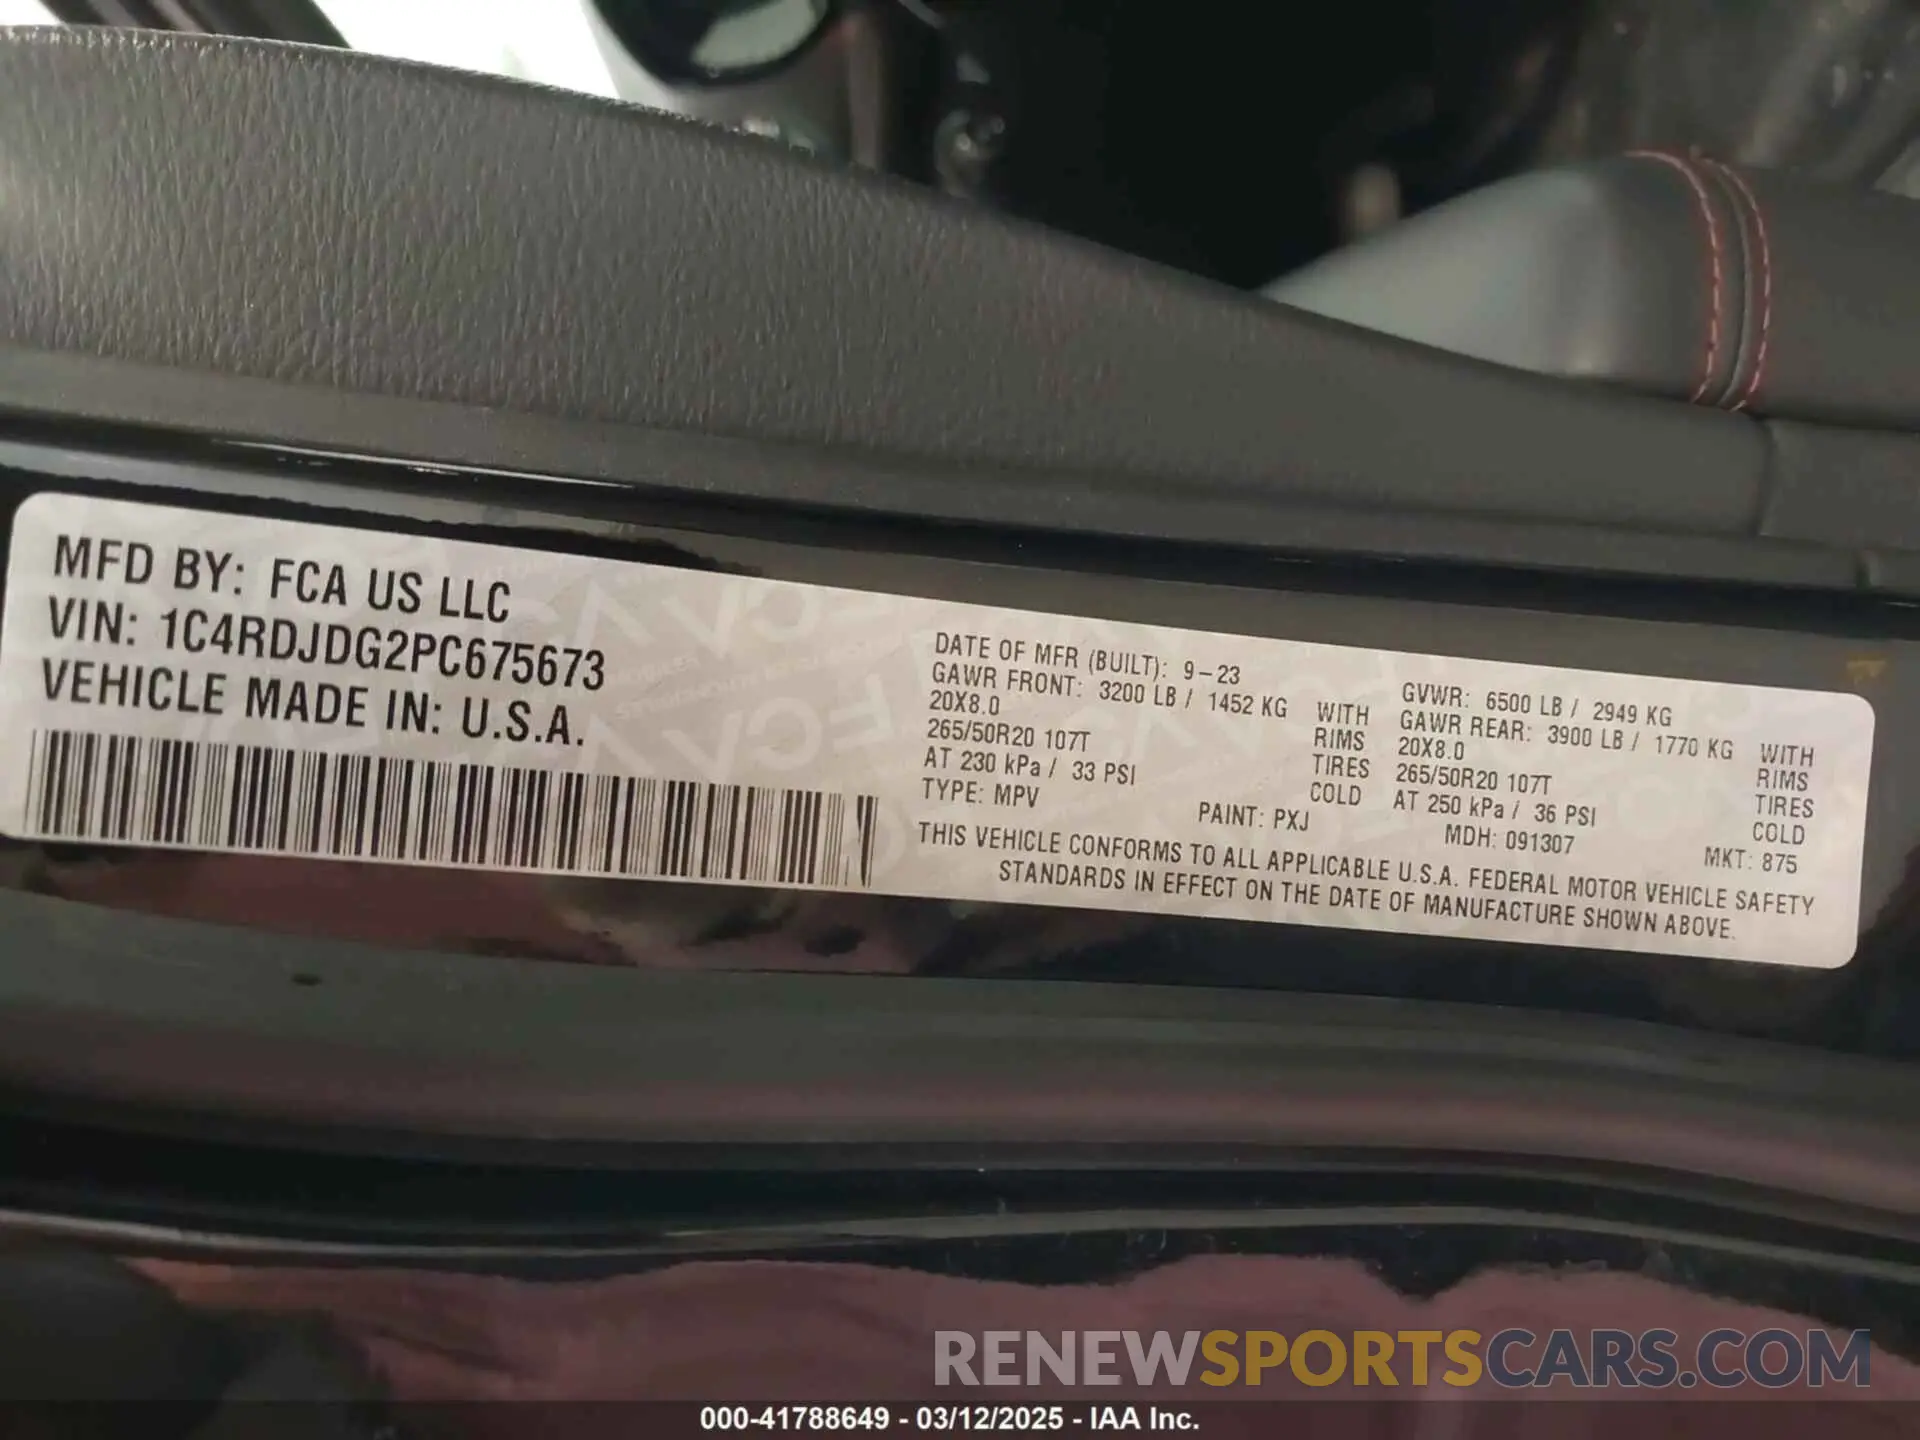 MFD BY: FCA US LLC
VIN: 1C4RDJDG2PC675673
VEHICLE MADE IN: U.S.A.
DATE OF MFR (BUILT): 9-23
GAWR FRONT: 3200 LB / 1452 KG WITH
20X8.0 RIMS
265/50R20 107T TIRES
AT 230 kPa / 33 PSI COLD
TYPE: MPV PAINT: PXJ
GVWR: 6500 LB / 2949 KG
GAWR REAR: 3900 LB / 1770 KG WITH
20X8.0 RIMS
265/50R20 107T TIRES
AT 250 kPa / 36 PSI COLD
MDH: 091307 MKT: 875
THIS VEHICLE CONFORMS TO ALL APPLICABLE U.S.A. FEDERAL MOTOR VEHICLE SAFETY
STANDARDS IN EFFECT ON THE DATE OF MANUFACTURE SHOWN ABOVE.
RENEWSPORTSCARS.COM
000-41788649 - 03/12/2025 - IAA Inc.